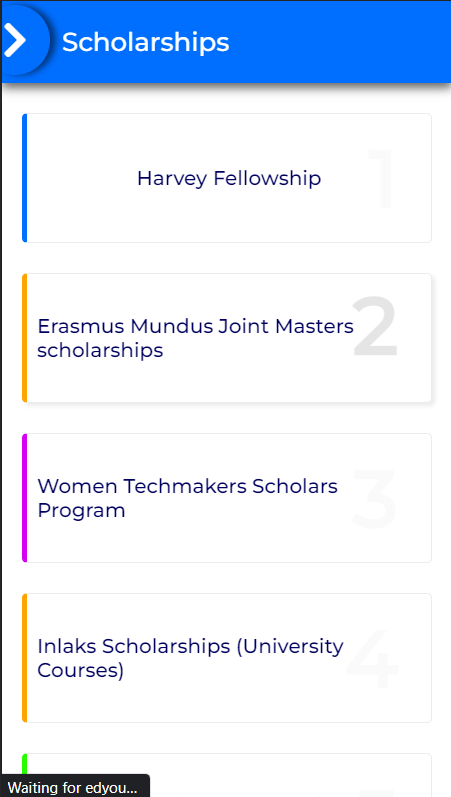 Scholarships
Harvey Fellowship
1
Erasmus Mundus Joint Masters
scholarships
2
Women Techmakers Scholars
Program
3
Inlaks Scholarships (University
Courses)
4
Waiting for edyou...